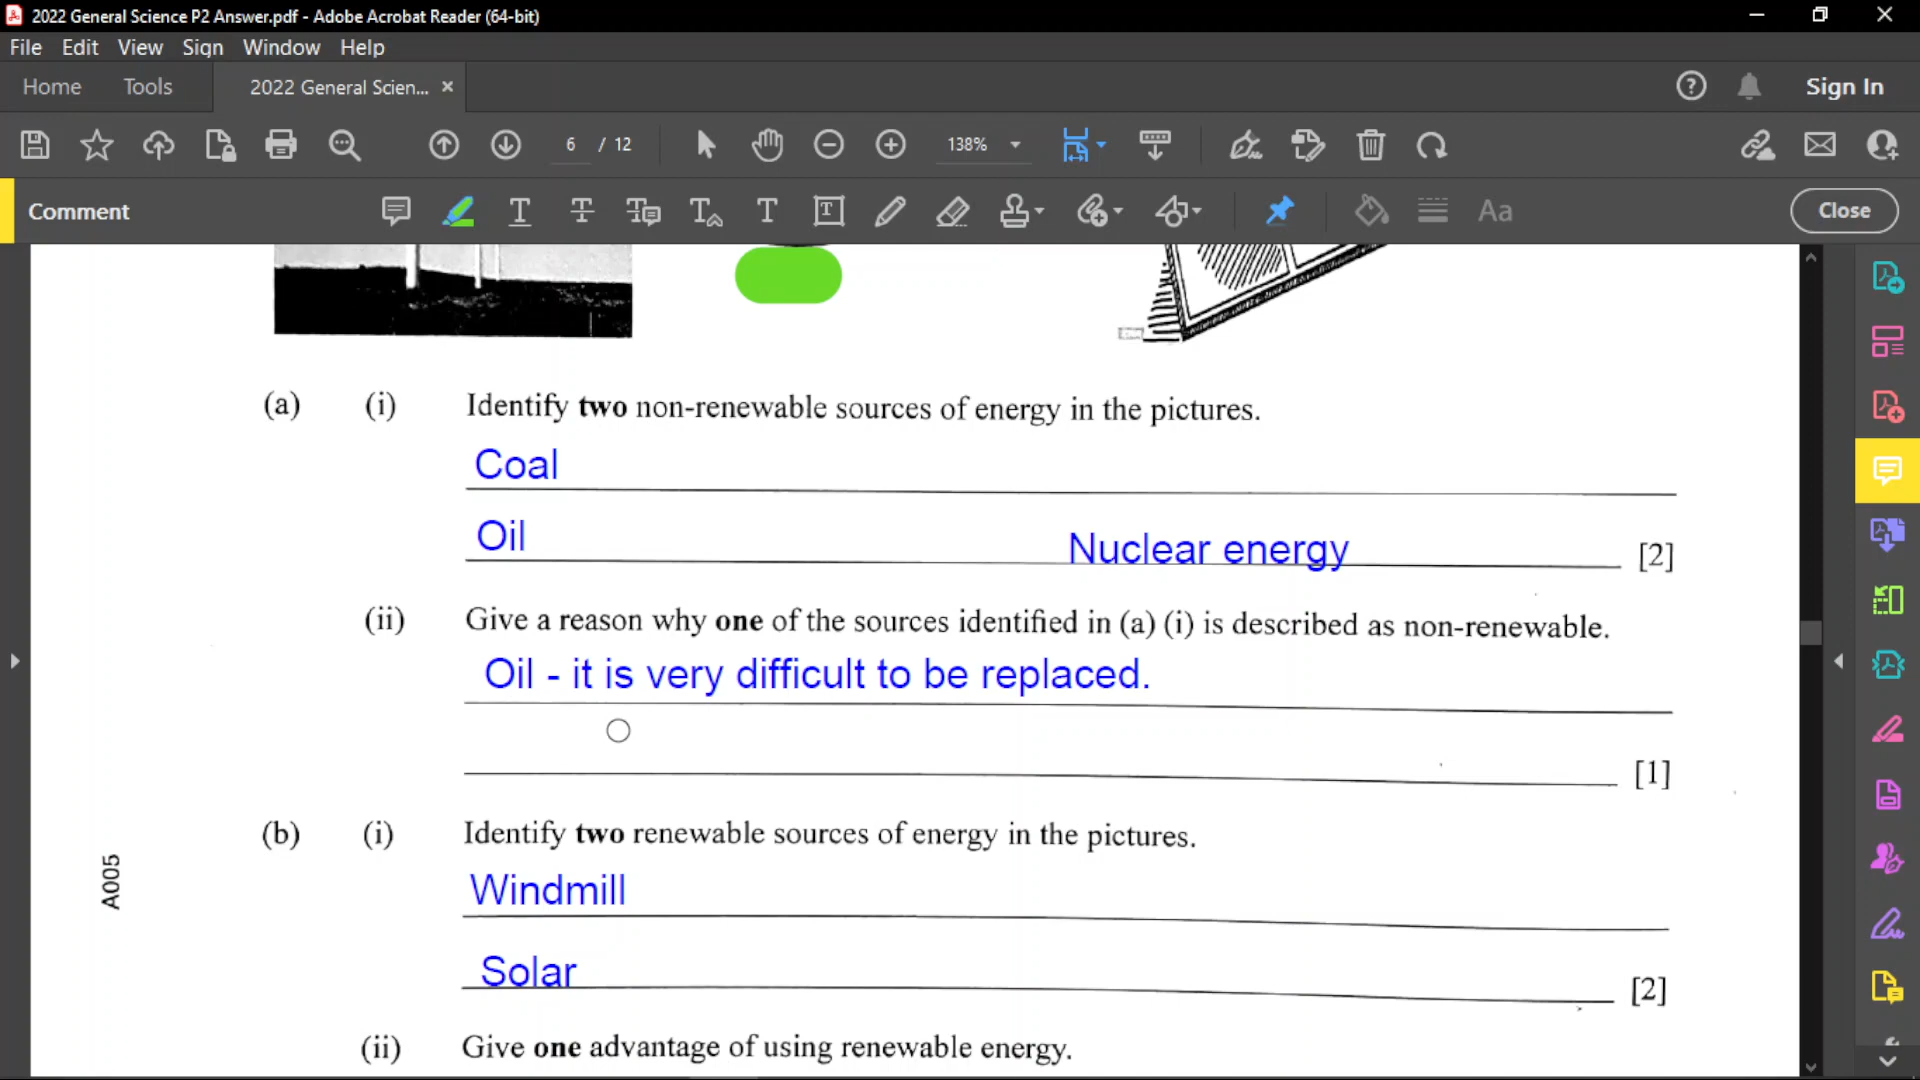 2022 General Science P2 Answer.pdf - Adobe Acrobat Reader (64-bit)
File Edit View Sign Window Help
Home Tools 2022 General Scien... × Sign In
6 / 12 138%
Comment Close
(a) (i) Identify two non-renewable sources of energy in the pictures.
Coal
Oil Nuclear energy [2]
(ii) Give a reason why one of the sources identified in (a) (i) is described as non-renewable.
Oil - it is very difficult to be replaced.
[1]
(b) (i) Identify two renewable sources of energy in the pictures.
Windmill
Solar [2]
(ii) Give one advantage of using renewable energy.
A005